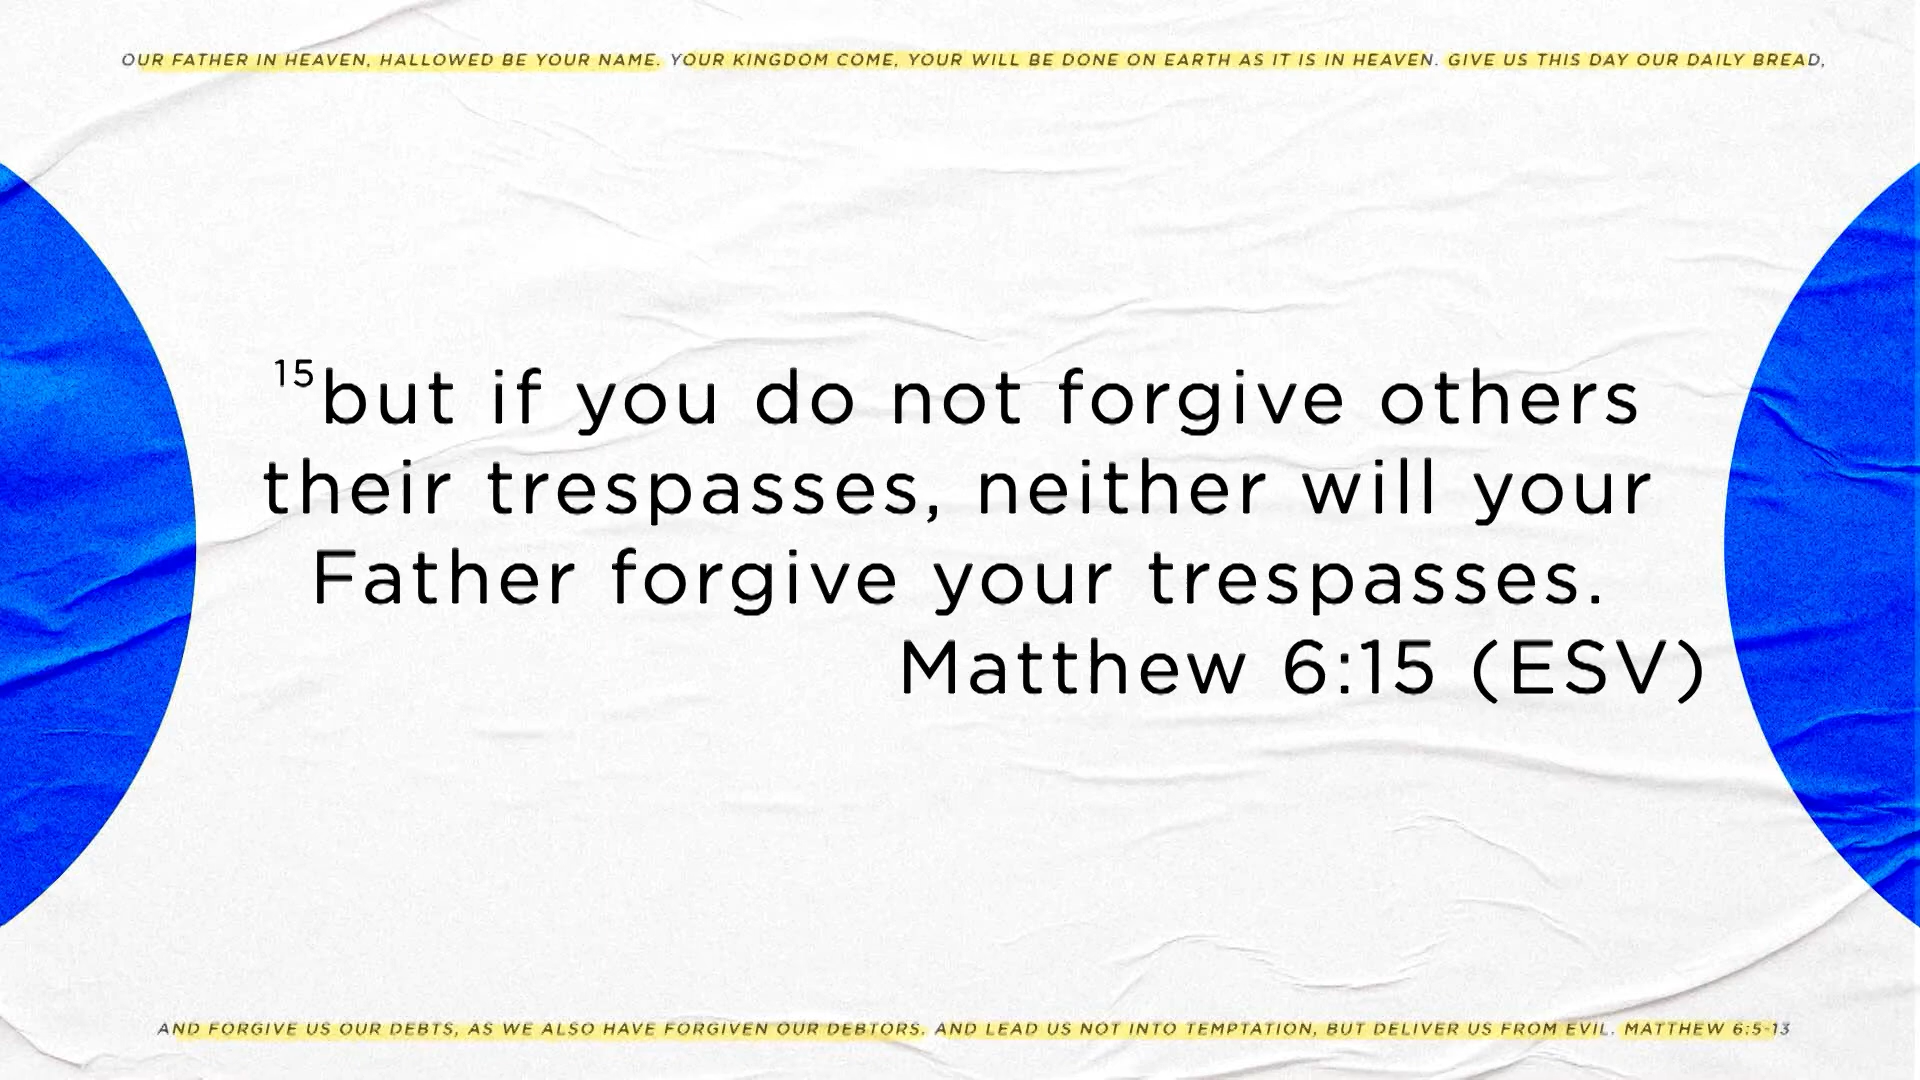 OUR FATHER IN HEAVEN, HALLOWED BE YOUR NAME. YOUR KINGDOM COME, YOUR WILL BE DONE ON EARTH AS IT IS IN HEAVEN. GIVE US THIS DAY OUR DAILY BREAD,
15but if you do not forgive others
their trespasses, neither will your
Father forgive your trespasses.
Matthew 6:15 (ESV)
AND FORGIVE US OUR DEBTS, AS WE ALSO HAVE FORGIVEN OUR DEBTORS. AND LEAD US NOT INTO TEMPTATION, BUT DELIVER US FROM EVIL. MATTHEW 6:5-13